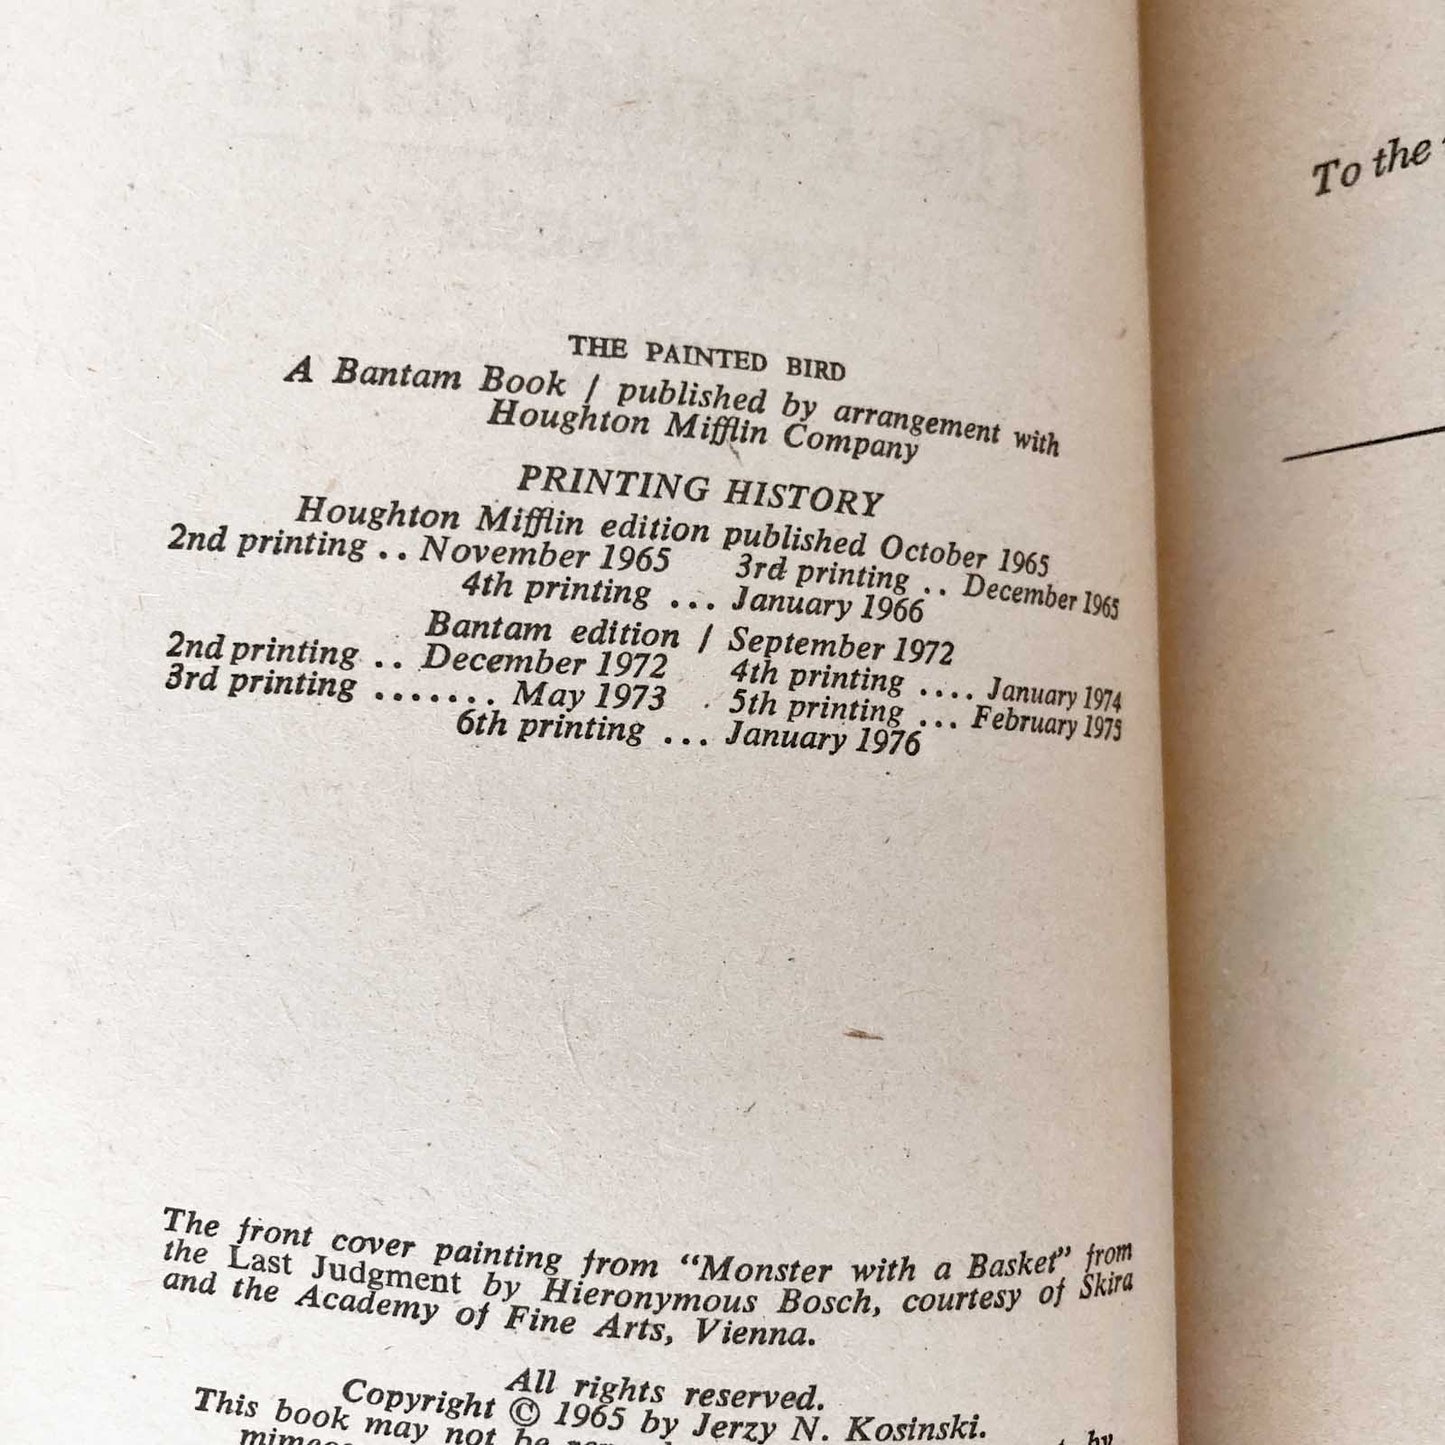 THE PAINTED BIRD
A Bantam Book / published by arrangement with
Houghton Mifflin Company
PRINTING HISTORY
Houghton Mifflin edition published October 1965
2nd printing .. November 1965 3rd printing .. December 1965
4th printing ... January 1966
Bantam edition / September 1972
2nd printing .. December 1972 4th printing .... January 1974
3rd printing ....... May 1973 5th printing ... February 1975
6th printing ... January 1976
The front cover painting from “Monster with a Basket” from
the Last Judgment by Hieronymous Bosch, courtesy of Skira
and the Academy of Fine Arts, Vienna.
All rights reserved.
Copyright © 1965 by Jerzy N. Kosinski.
This book may not be by
To the